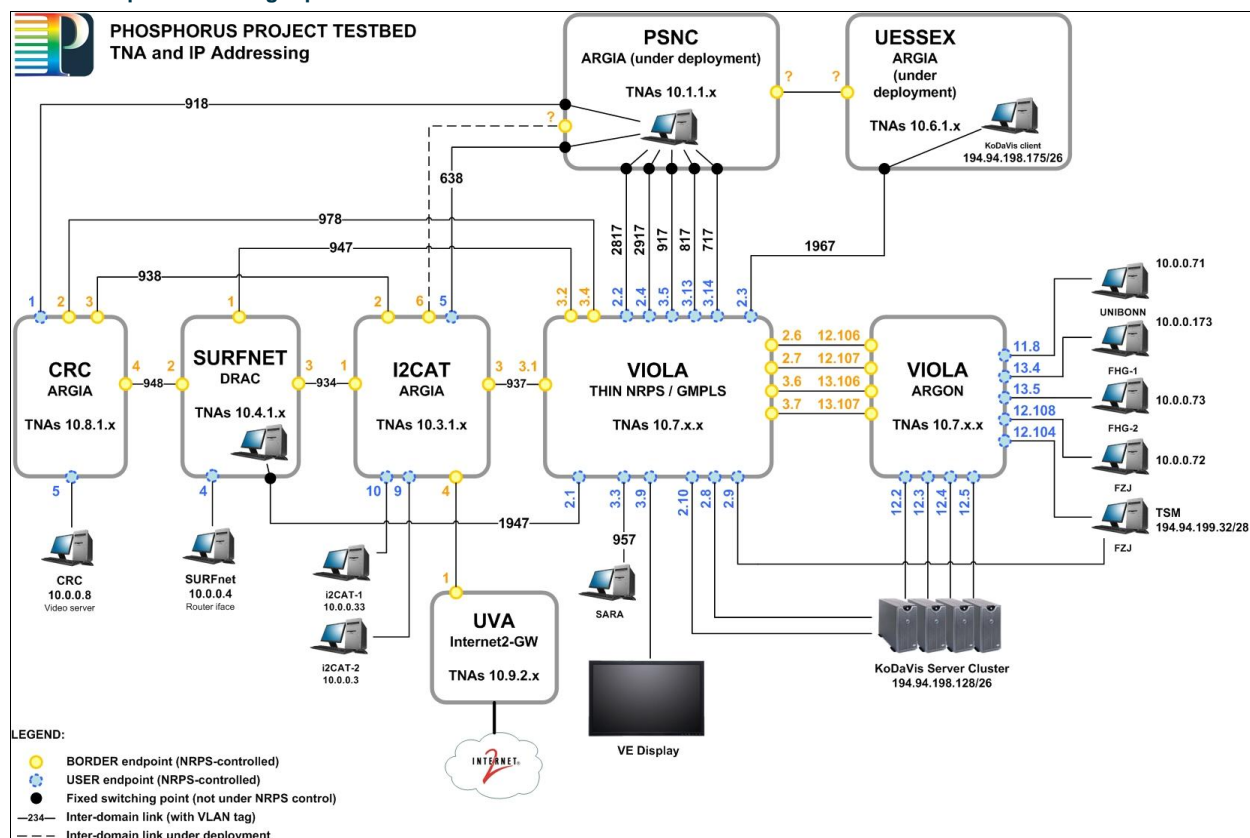 PHOSPHORUS PROJECT TESTBED
TNA and IP Addressing
PSNC
ARGIA (under deployment)
TNAs 10.1.1.x
UESSEX
ARGIA
(under
deployment)
TNAs 10.6.1.x
KoDaVis client
194.94.198.175/26
?
?
?
918
638
978
947
938
2817
2917
917
817
717
1967
1
2
3
1
2
6
5
3.2
3.4
2.2
2.4
3.5
3.13
3.14
2.3
CRC
ARGIA
TNAs 10.8.1.x
4
948
2
SURFNET
DRAC
TNAs 10.4.1.x
3
934
1
I2CAT
ARGIA
TNAs 10.3.1.x
3
937
3.1
VIOLA
THIN NRPS / GMPLS
TNAs 10.7.x.x
2.6 12.106
2.7 12.107
3.6 13.106
3.7 13.107
VIOLA
ARGON
TNAs 10.7.x.x
11.8
13.4
13.5
12.108
12.104
10.0.0.71
UNIBONN
10.0.0.173
FHG-1
10.0.0.73
FHG-2
10.0.0.72
FZJ
TSM
194.94.199.32/28
FZJ
5
4
10
9
4
2.1
3.3
3.9
2.10
2.8
2.9
12.2
12.3
12.4
12.5
1947
957
CRC
10.0.0.8
Video server
SURFnet
10.0.0.4
Router iface
i2CAT-1
10.0.0.33
i2CAT-2
10.0.0.3
1
UVA
Internet2-GW
TNAs 10.9.2.x
INTERNET
2
SARA
VE Display
KoDaVis Server Cluster
194.94.198.128/26
LEGEND:
BORDER endpoint (NRPS-controlled)
USER endpoint (NRPS-controlled)
Fixed switching point (not under NRPS control)
234 Inter-domain link (with VLAN tag)
Inter-domain link under deployment